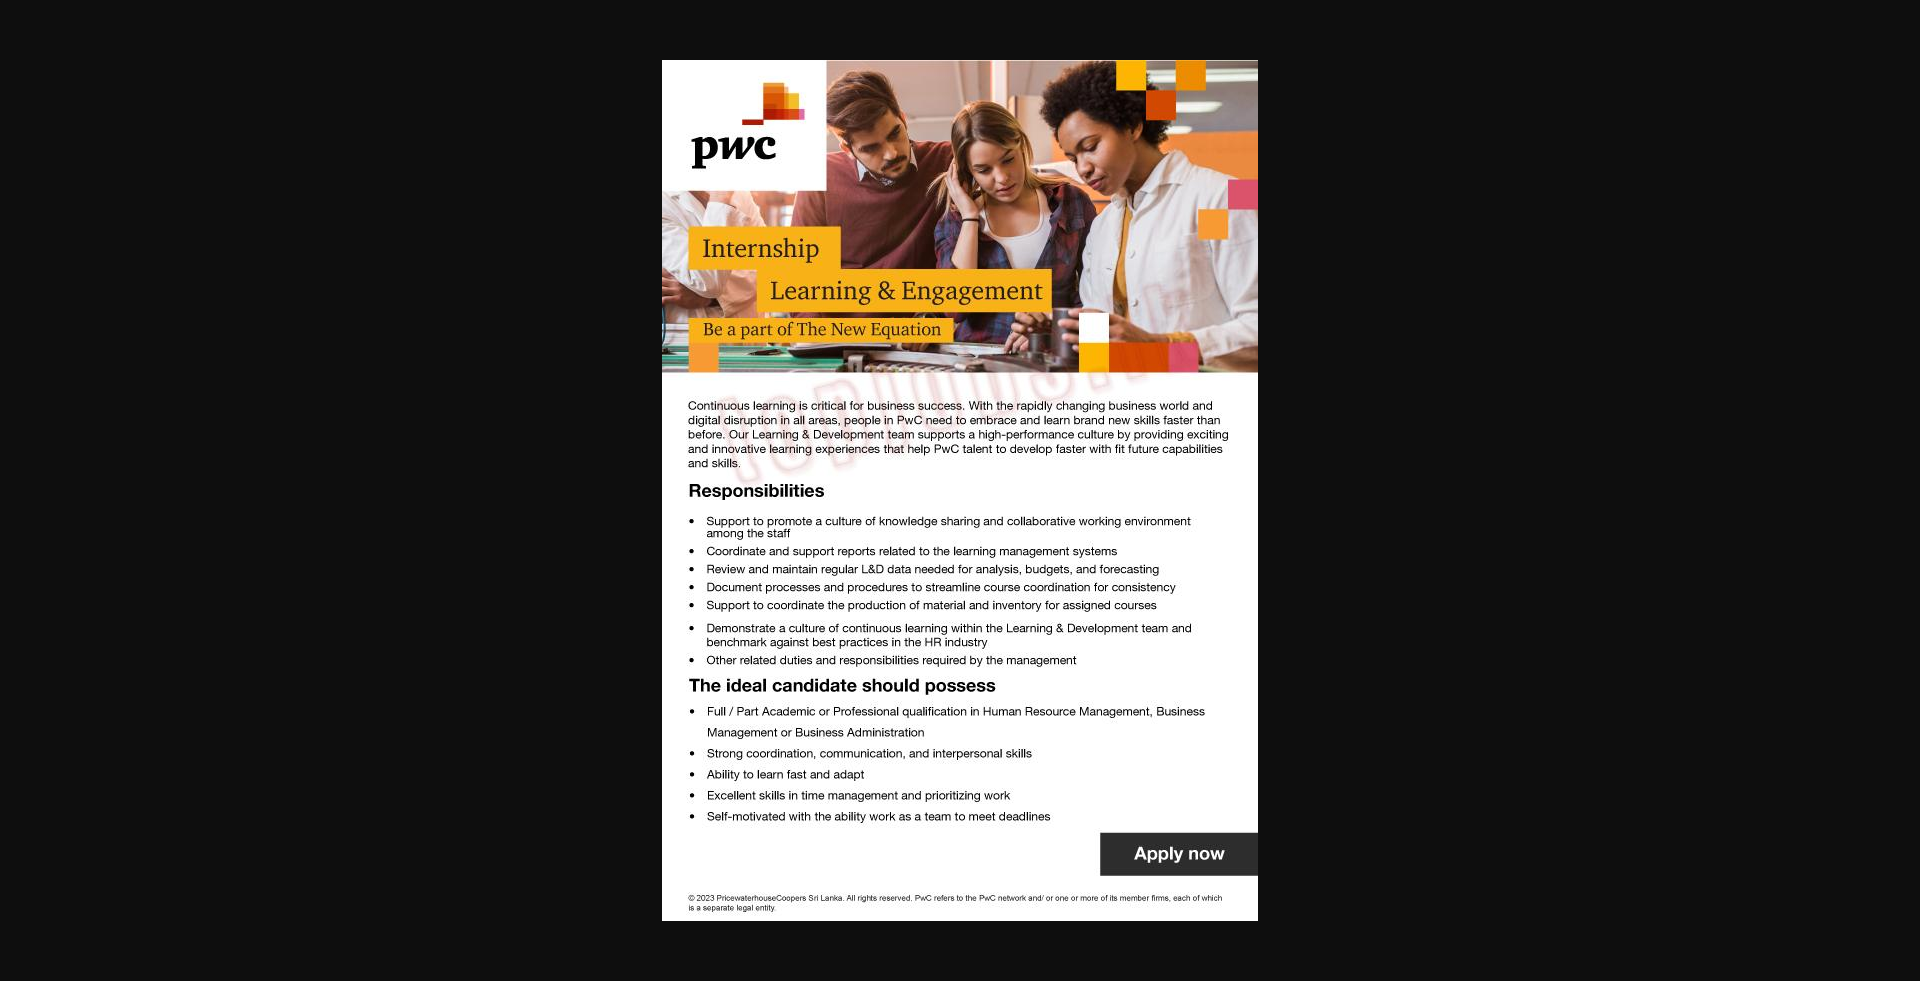 pwc
Internship
Learning & Engagement
Be a part of The New Equation
Continuous learning is critical for business success. With the rapidly changing business world and
digital disruption in all areas, people in PwC need to embrace and learn brand new skills faster than
before. Our Learning & Development team supports a high-performance culture by providing exciting
and innovative learning experiences that help PwC talent to develop faster with fit future capabilities
and skills.
Responsibilities
• Support to promote a culture of knowledge sharing and collaborative working environment
among the staff
• Coordinate and support reports related to the learning management systems
• Review and maintain regular L&D data needed for analysis, budgets, and forecasting
• Document processes and procedures to streamline course coordination for consistency
• Support to coordinate the production of material and inventory for assigned courses
• Demonstrate a culture of continuous learning within the Learning & Development team and
benchmark against best practices in the HR industry
• Other related duties and responsibilities required by the management
The ideal candidate should possess
• Full / Part Academic or Professional qualification in Human Resource Management, Business
Management or Business Administration
• Strong coordination, communication, and interpersonal skills
• Ability to learn fast and adapt
• Excellent skills in time management and prioritizing work
• Self-motivated with the ability work as a team to meet deadlines
Apply now
© 2023 PricewaterhouseCoopers Sri Lanka. All rights reserved. PwC refers to the PwC network and/ or one or more of its member firms, each of which
is a separate legal entity.